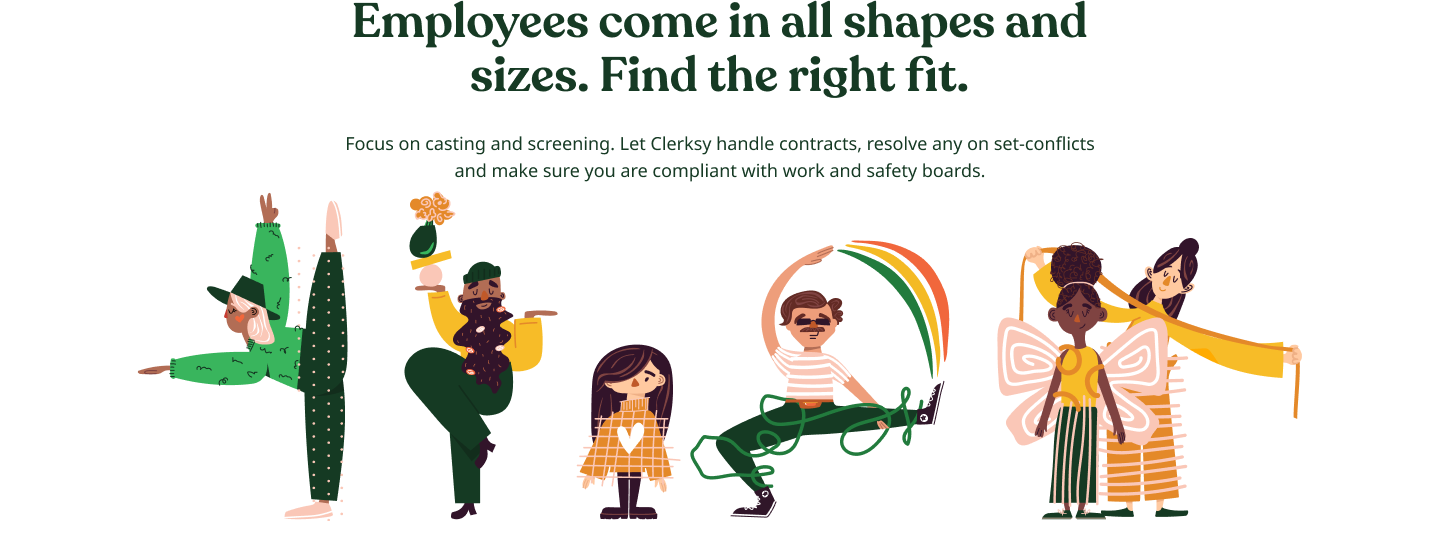 Employees come in all shapes and
sizes. Find the right fit.
Focus on casting and screening. Let Clerksy handle contracts, resolve any on set-conflicts
and make sure you are compliant with work and safety boards.